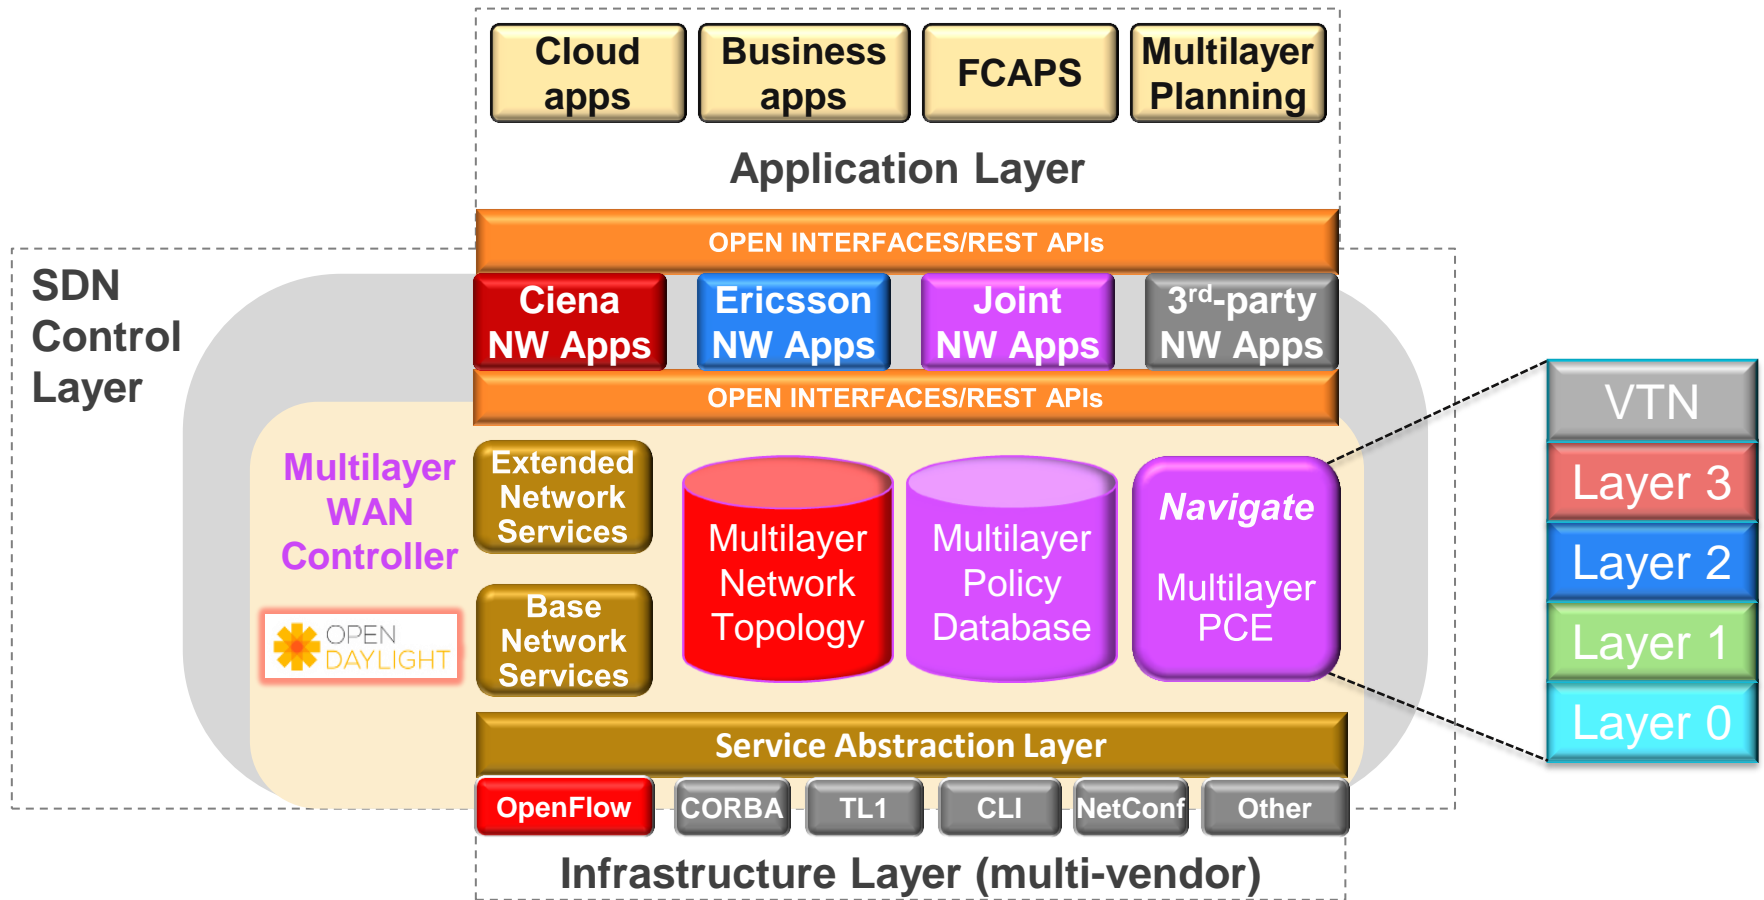 Cloud
apps
Business
apps
FCAPS
Multilayer
Planning
Application Layer
OPEN INTERFACES/REST APIs
SDN
Control
Layer
Ciena
NW Apps
Ericsson
NW Apps
Joint
NW Apps
3rd-party
NW Apps
OPEN INTERFACES/REST APIs
Multilayer
WAN
Controller
OPEN
DAYLIGHT
Extended
Network
Services
Base
Network
Services
Multilayer
Network
Topology
Multilayer
Policy
Database
Navigate
Multilayer
PCE
VTN
Layer 3
Layer 2
Layer 1
Layer 0
Service Abstraction Layer
OpenFlow
CORBA
TL1
CLI
NetConf
Other
Infrastructure Layer (multi-vendor)